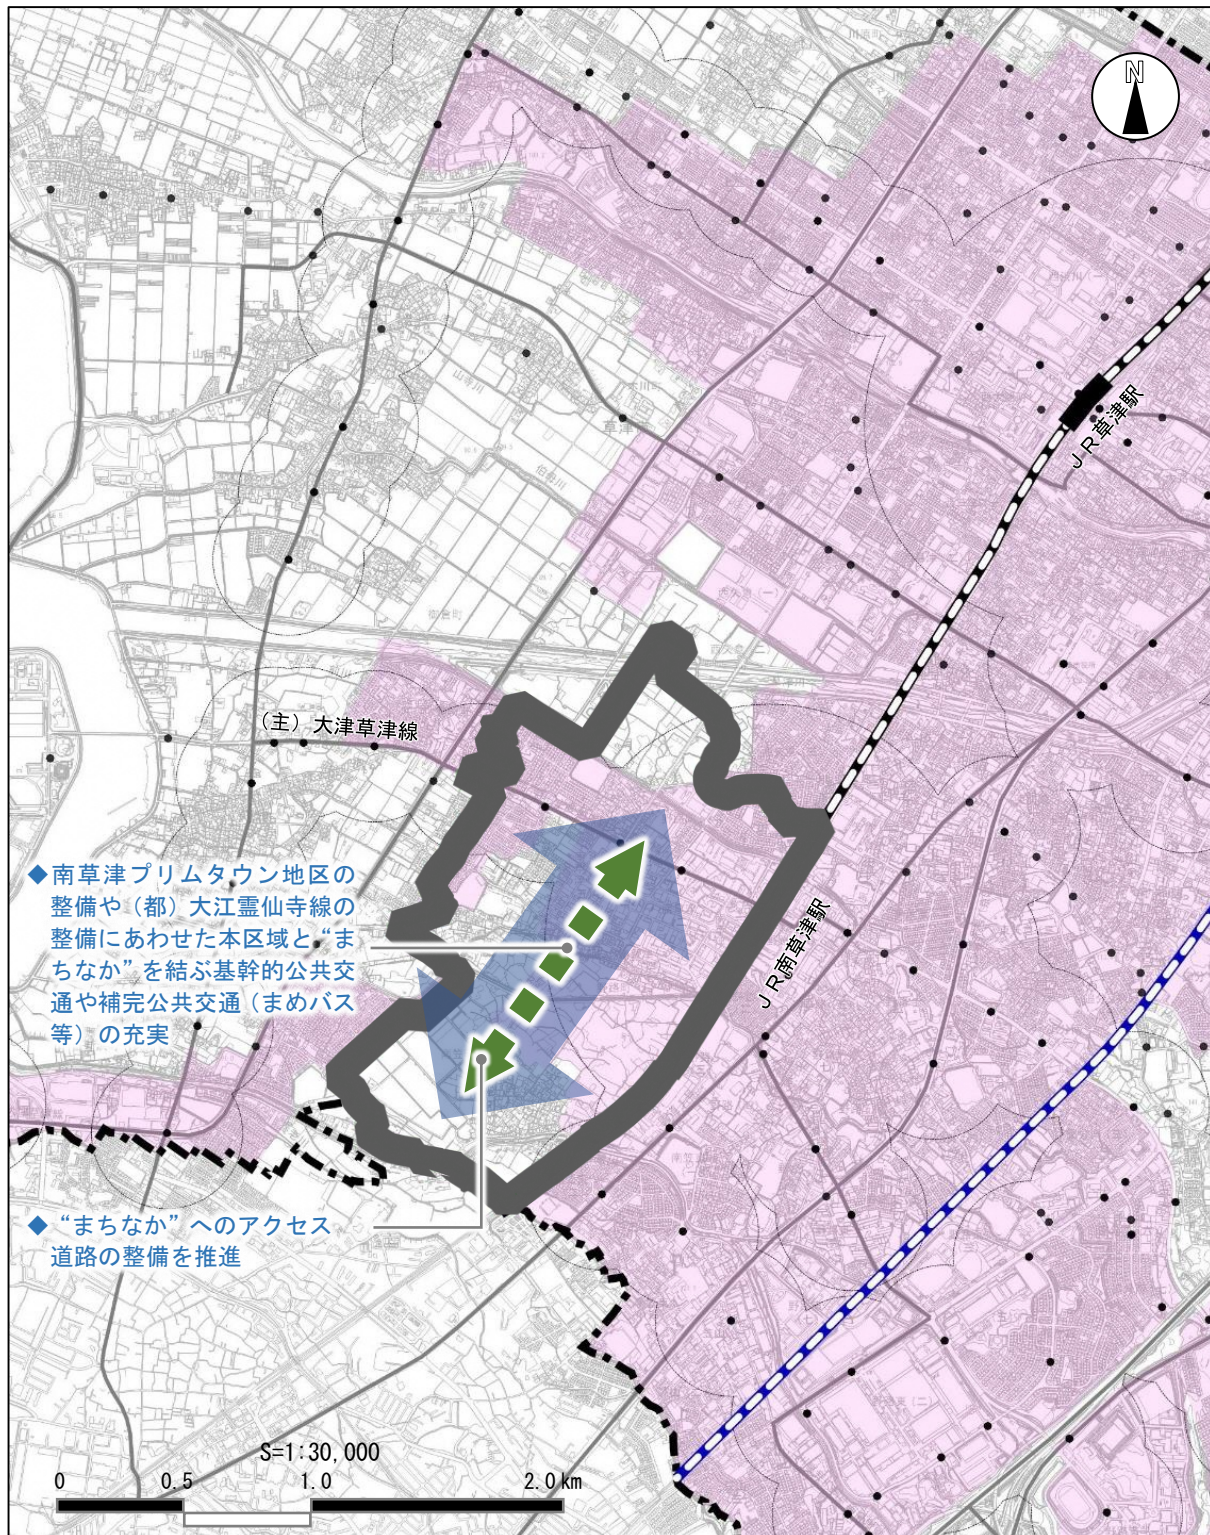 N
JR草津駅
(主)大津草津線
◆南草津プリムタウン地区の
整備や(都)大江霊仙寺線の
整備にあわせた本区域と“ま
ちなか”を結ぶ基幹的公共交
通や補完公共交通(まめバス
等)の充実
JR南草津駅
◆“まちなか”へのアクセス
道路の整備を推進
S=1:30,000
0 0.5 1.0 2.0km